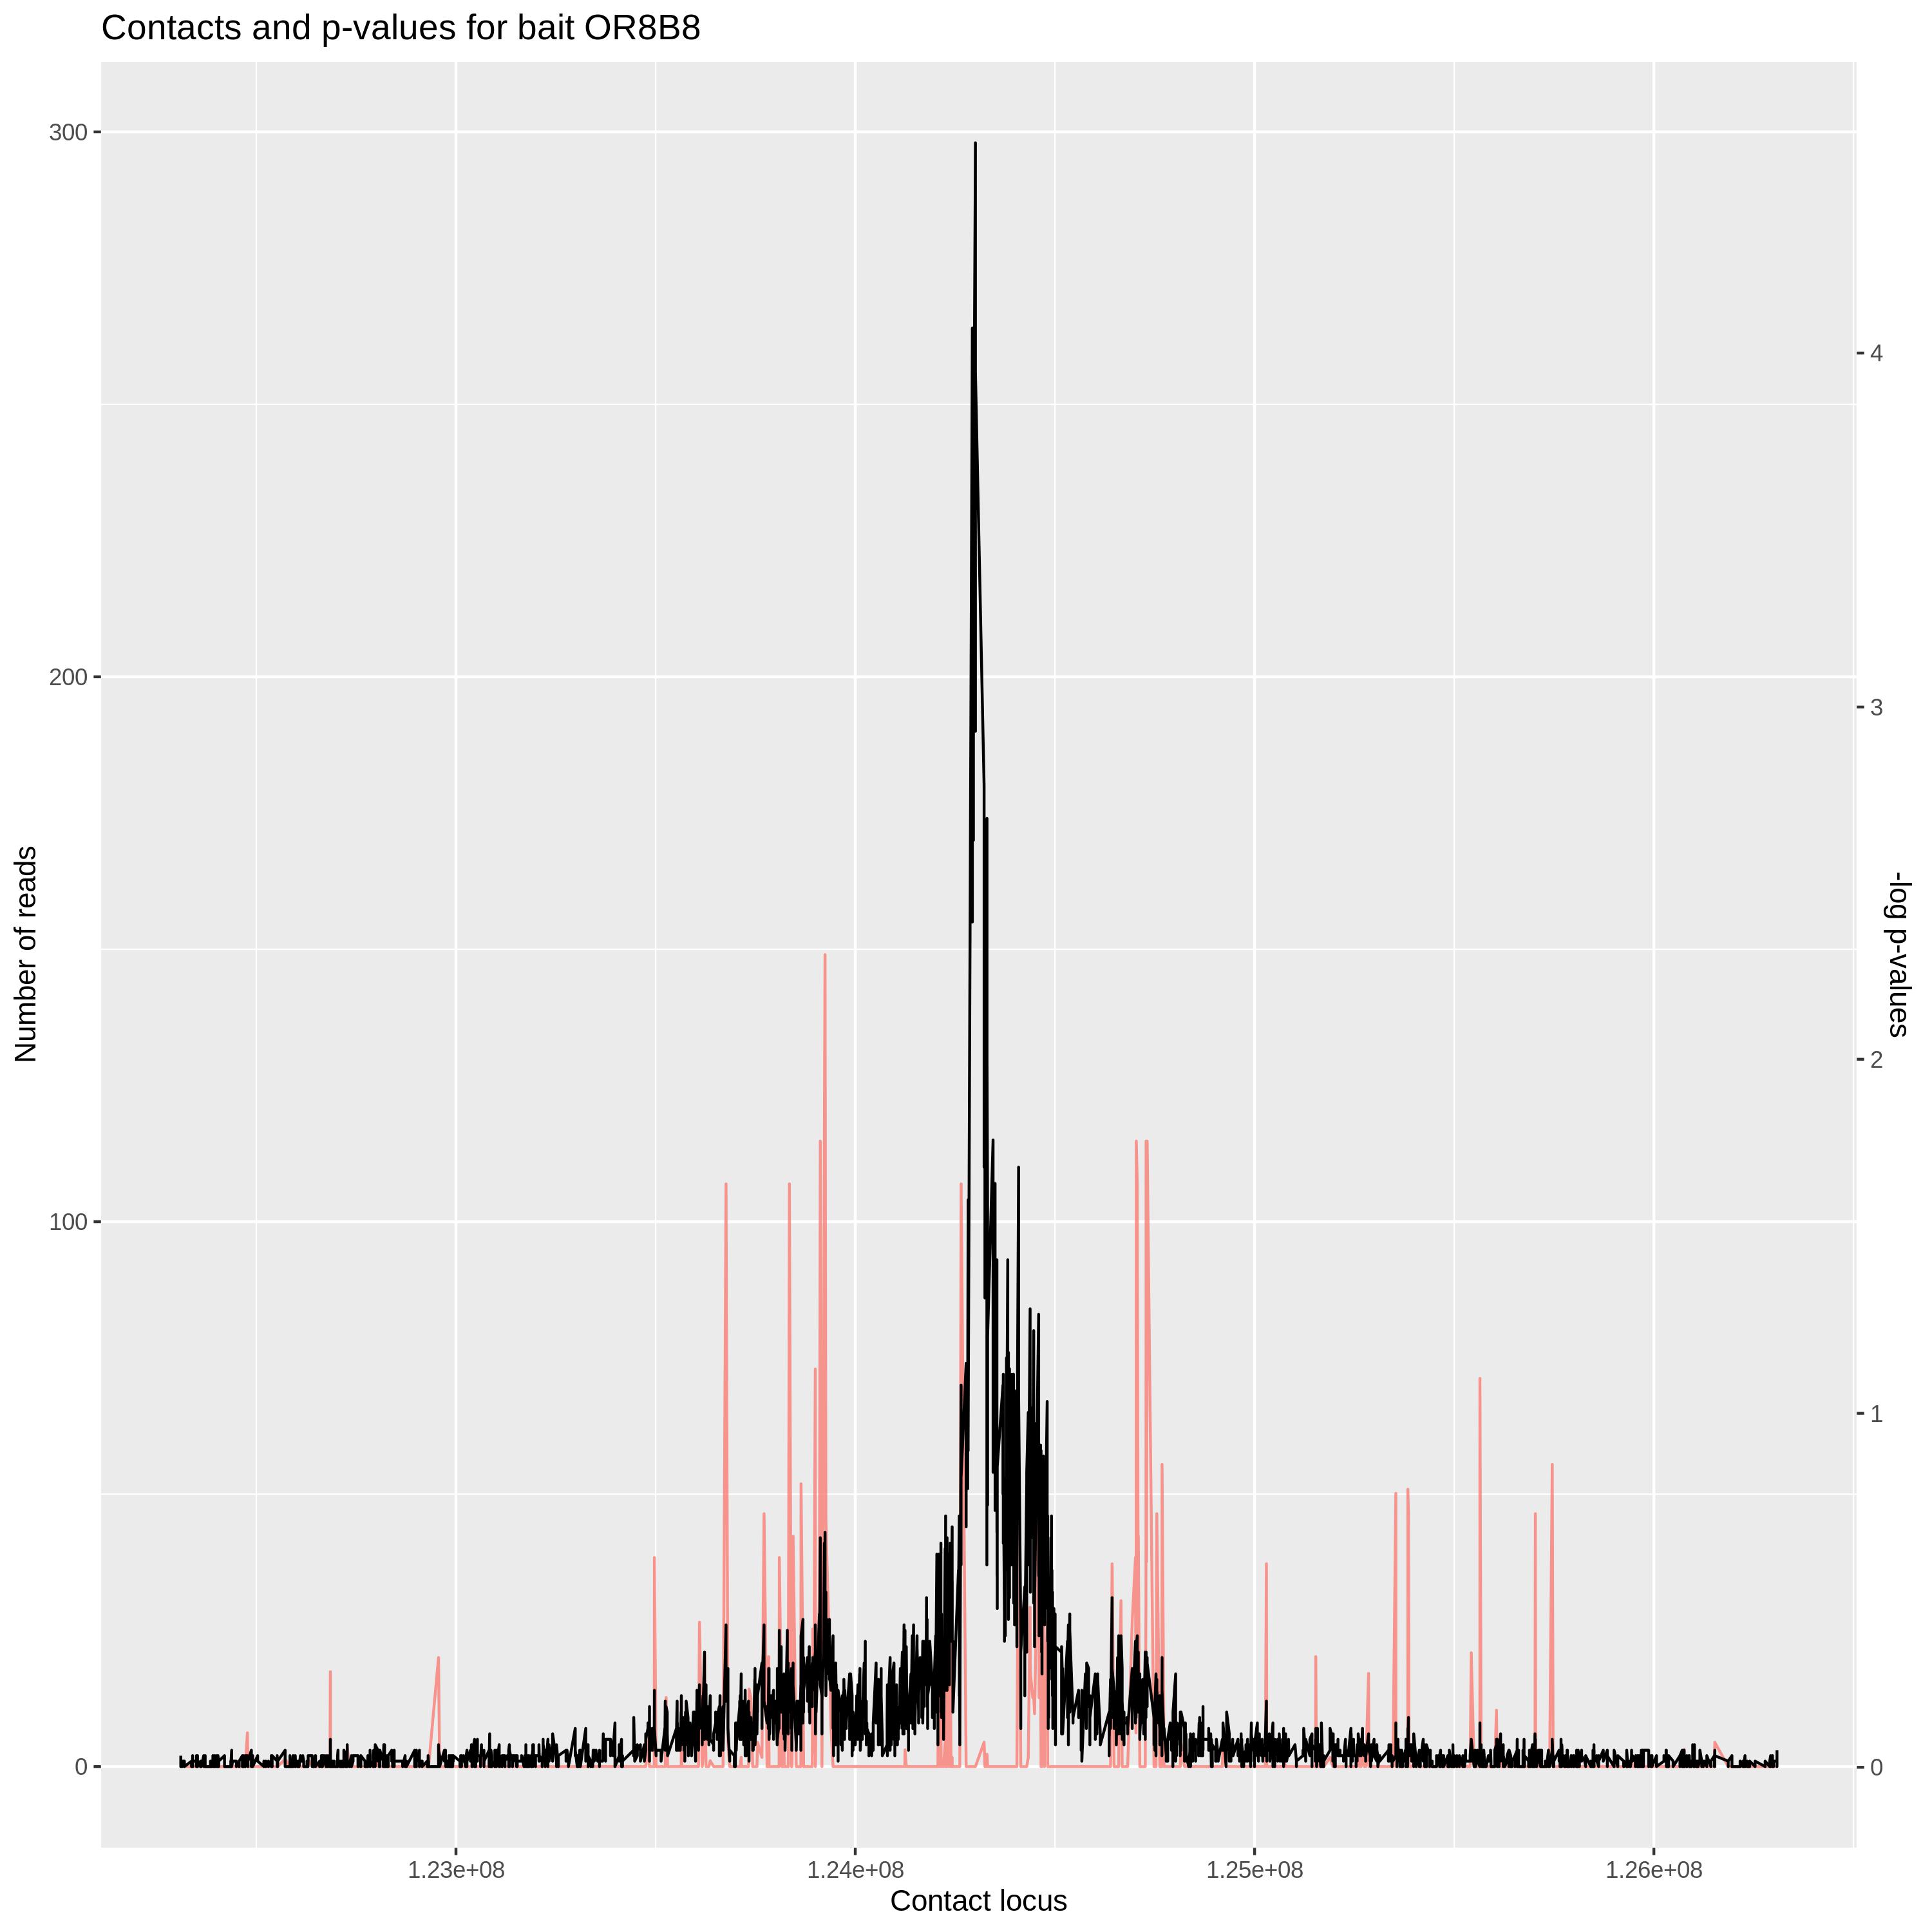 Contacts and p-values for bait OR8B8
300
200
100
0
Number of reads
4
3
2
1
0
-log p-values
1.23e+08
1.24e+08
1.25e+08
1.26e+08
Contact locus